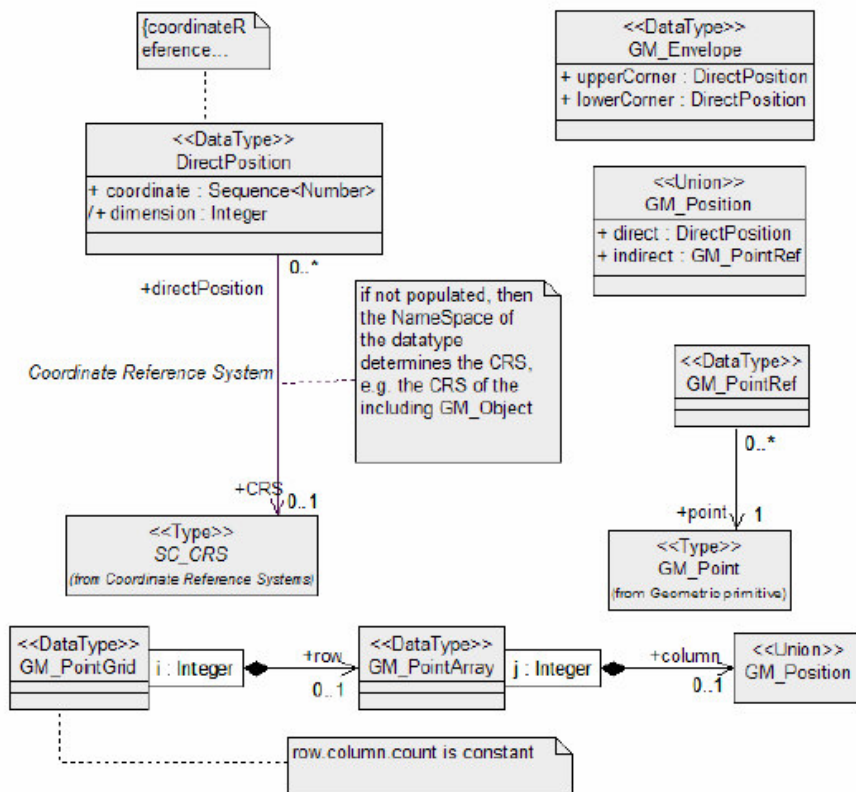 {coordinateR
eference...
<<DataType>>
GM_Envelope
+ upperCorner : DirectPosition
+ lowerCorner : DirectPosition
<<DataType>>
DirectPosition
+ coordinate : Sequence<Number>
/+ dimension : Integer
<<Union>>
GM_Position
+ direct : DirectPosition
+ indirect : GM_PointRef
0..*
+directPosition
if not populated, then
the NameSpace of
the datatype
determines the CRS,
e.g. the CRS of the
including GM_Object
Coordinate Reference System
<<DataType>>
GM_PointRef
0..*
+CRS
0..1
+point
1
<<Type>>
SC_CRS
(from Coordinate Reference Systems)
<<Type>>
GM_Point
(from Geometric primitive)
<<DataType>>
GM_PointGrid
i : Integer
+row
0..1
<<DataType>>
GM_PointArray
j : Integer
+column
0..1
<<Union>>
GM_Position
row.column.count is constant